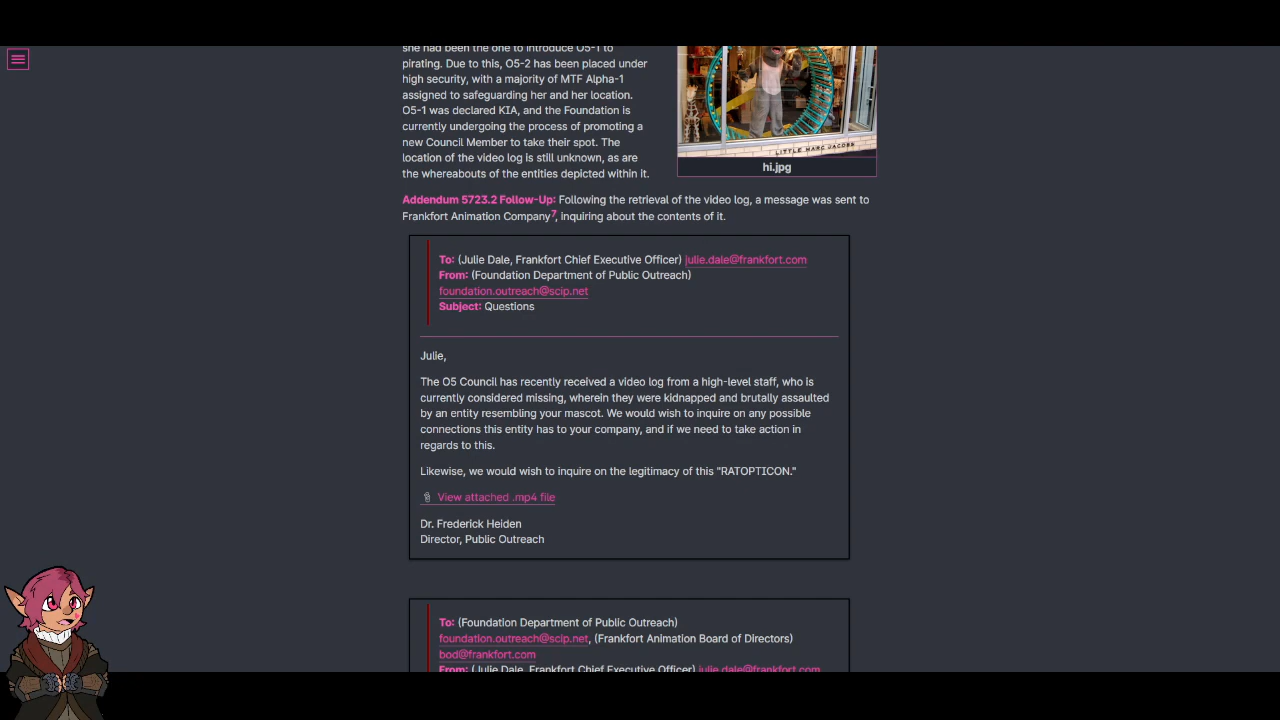 she had been the one to introduce O5-1 to
pirating. Due to this, O5-2 has been placed under
high security, with a majority of MTF Alpha-1
assigned to safeguarding her and her location.
O5-1 was declared KIA, and the Foundation is
currently undergoing the process of promoting a
new Council Member to take their spot. The
location of the video log is still unknown, as are
the whereabouts of the entities depicted within it.
LITTLE MARC JACOBS
hi.jpg
Addendum 5723.2 Follow-Up: Following the retrieval of the video log, a message was sent to
Frankfort Animation Company7, inquiring about the contents of it.
To: (Julie Dale, Frankfort Chief Executive Officer) julie.dale@frankfort.com
From: (Foundation Department of Public Outreach)
foundation.outreach@scip.net
Subject: Questions
Julie,
The O5 Council has recently received a video log from a high-level staff, who is
currently considered missing, wherein they were kidnapped and brutally assaulted
by an entity resembling your mascot. We would wish to inquire on any possible
connections this entity has to your company, and if we need to take action in
regards to this.
Likewise, we would wish to inquire on the legitimacy of this "RATOPTICON."
View attached .mp4 file
Dr. Frederick Heiden
Director, Public Outreach
To: (Foundation Department of Public Outreach)
foundation.outreach@scip.net, (Frankfort Animation Board of Directors)
bod@frankfort.com
From: (Julie Dale, Frankfort Chief Executive Officer) julie.dale@frankfort.com